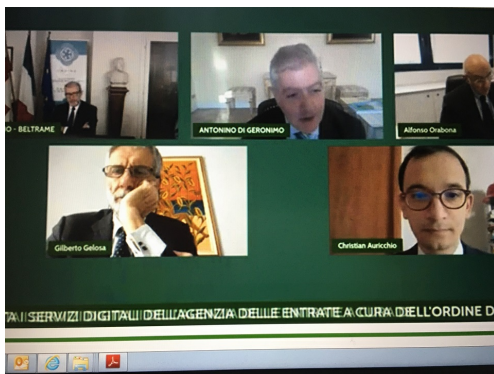 O - BELTRAME
ANTONINO DI GERONIMO
Alfonso Orabona
Gilberto Gelosa
Christian Auricchio
I SERVIZI DIGITALI DELL'AGENZIA DELLE ENTRATE A CURA DELL'ORDINE D